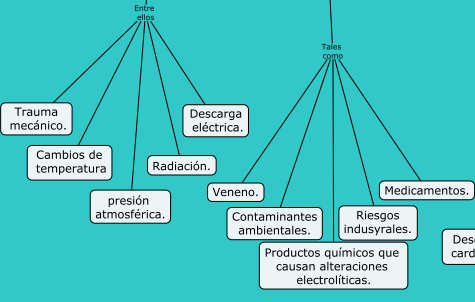 Entre
ellos
Tales
como
Trauma
mecánico.
Descarga
eléctrica.
Cambios de
temperatura
Radiación.
presión
atmosférica.
Veneno.
Medicamentos.
Contaminantes
ambientales.
Riesgos
indusyrales.
Productos químicos que
causan alteraciones
electrolíticas.